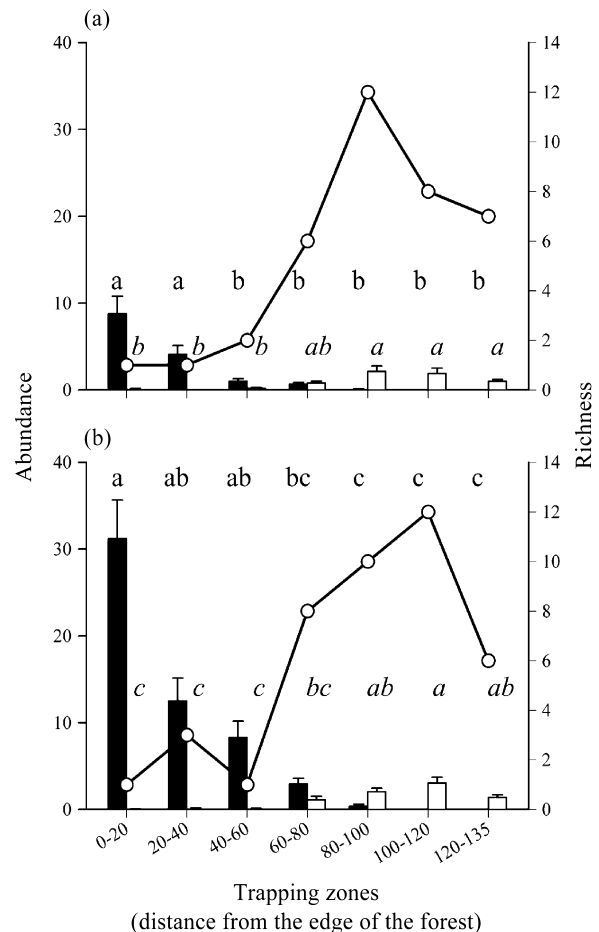 (a)
40
30
20
10
0
14
12
10
8
6
4
2
0
a a b b b b b
b b b ab a a a
(b)
Abundance
Richness
40
30
20
10
0
14
12
10
8
6
4
2
0
a ab ab bc c c c
c c c bc ab a ab
0-20 20-40 40-60 60-80 80-100 100-120 120-135
Trapping zones
(distance from the edge of the forest)